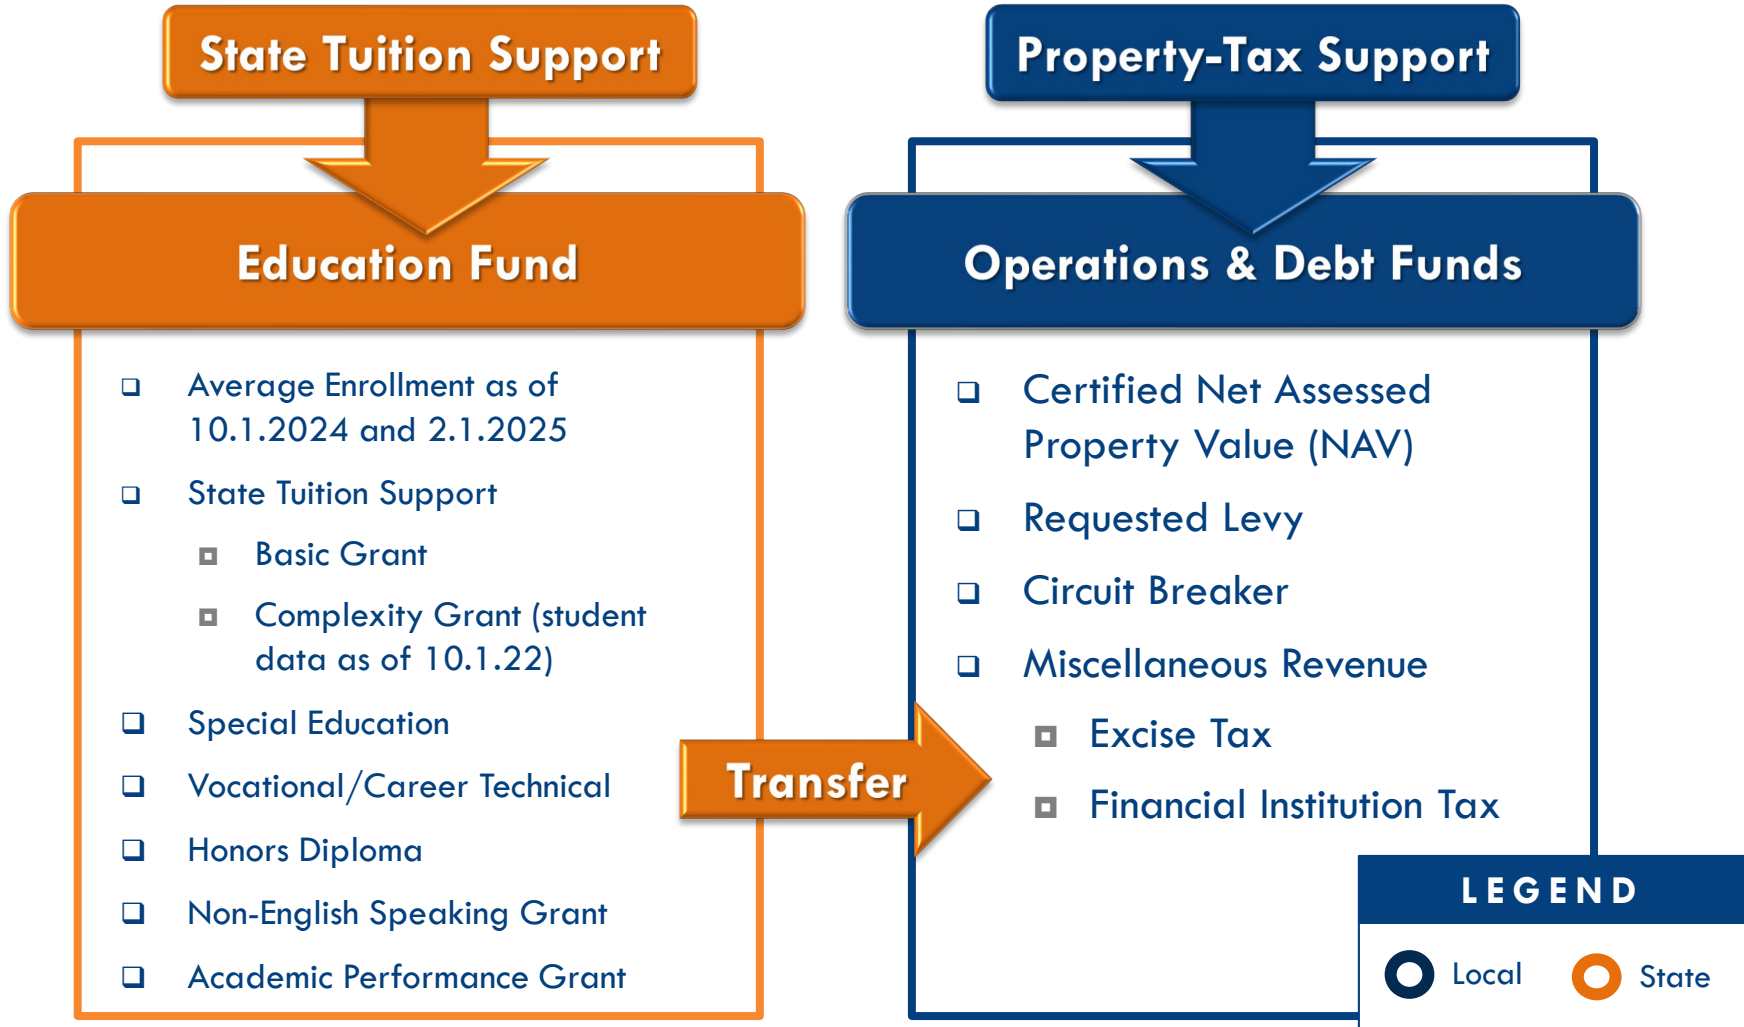 State Tuition Support
Education Fund
Average Enrollment as of
10.1.2024 and 2.1.2025
State Tuition Support
Basic Grant
Complexity Grant (student
data as of 10.1.22)
Special Education
Vocational/Career Technical
Honors Diploma
Non-English Speaking Grant
Academic Performance Grant
Transfer
Property-Tax Support
Operations & Debt Funds
Certified Net Assessed
Property Value (NAV)
Requested Levy
Circuit Breaker
Miscellaneous Revenue
Excise Tax
Financial Institution Tax
LEGEND
Local State